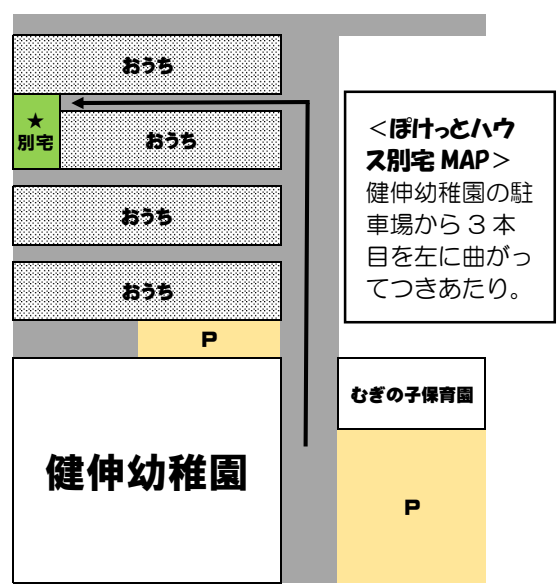 おうち
★
別宅
おうち
おうち
おうち
P
健伸幼稚園
むぎの子保育園
P
<ぽけっとハウ
ス別宅 MAP>
健伸幼稚園の駐
車場から3本
目を左に曲がっ
てつきあたり。